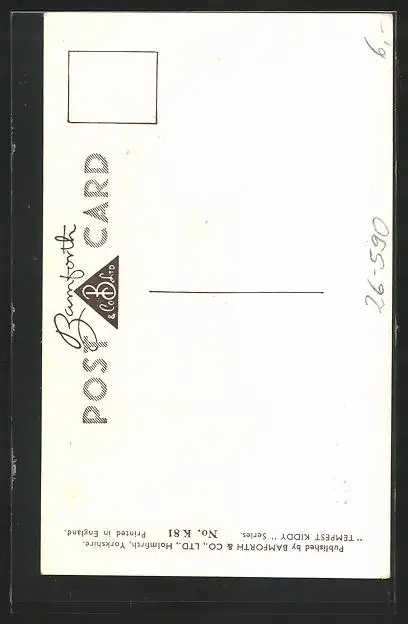 POST CARD
Bamforth
B
& Co Ltd
Published by BAMFORTH & CO., LTD., Holmfirth, Yorkshire.
"TEMPEST KIDDY" Series. No. K 81 Printed in England.
26-590
6,-